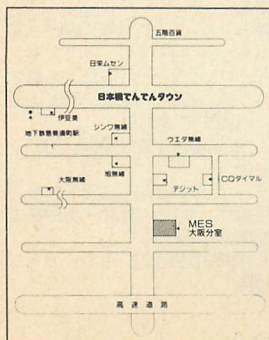 五階百貨
日栄ムセン
日本橋でんでんタウン
伊豆美
地下鉄恵美須町駅
シンワ無線
ウエダ無線
旭無線
大阪無線
CQダイマル
デジット
MES
大阪分室
高速道路